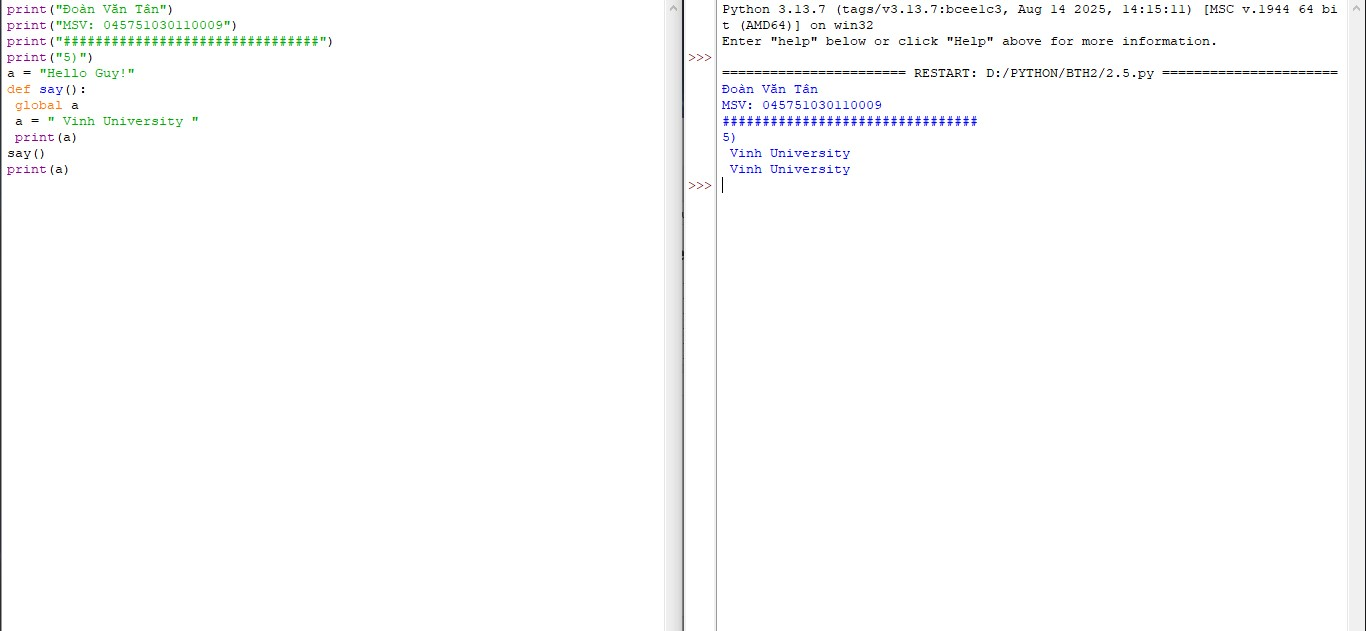 print("Đoàn Văn Tân")
print("MSV: 045751030110009")
print("################################")
print("5)")
a = "Hello Guy!"
def say():
 global a
 a = " Vinh University "
 print(a)
say()
print(a)
Python 3.13.7 (tags/v3.13.7:bcee1c3, Aug 14 2025, 14:15:11) [MSC v.1944 64 bi
t (AMD64)] on win32
Enter "help" below or click "Help" above for more information.
>>>
======================= RESTART: D:/PYTHON/BTH2/2.5.py ======================
Đoàn Văn Tân
MSV: 045751030110009
################################
5)
 Vinh University
 Vinh University
>>>